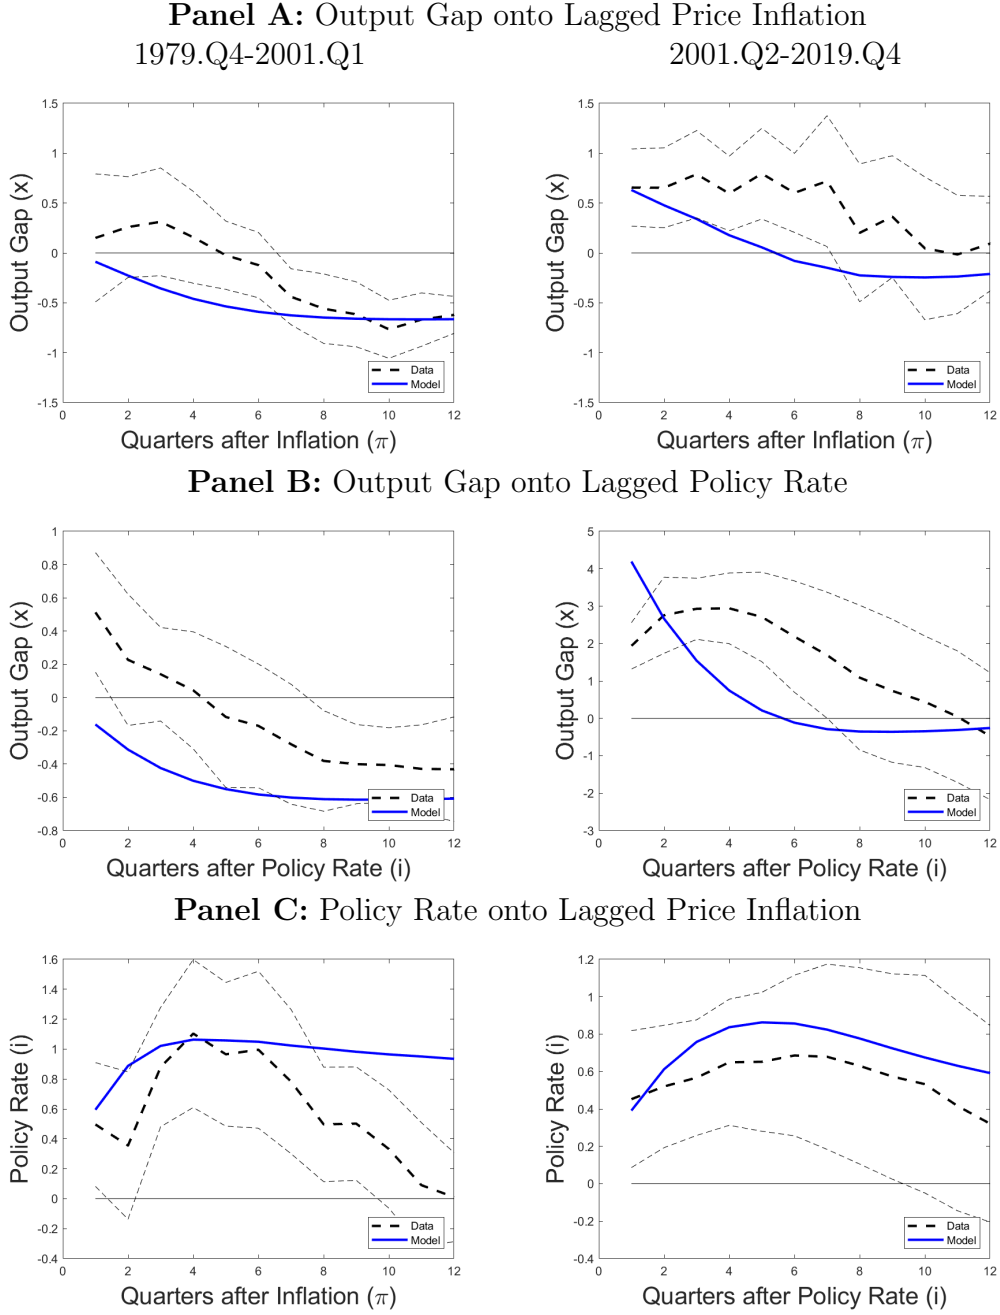 Panel A: Output Gap onto Lagged Price Inflation
1979.Q4-2001.Q1
2001.Q2-2019.Q4
Output Gap (x)
1.5
1
0.5
0
-0.5
-1
-1.5
0 2 4 6 8 10 12
Data
Model
Quarters after Inflation (π)
Output Gap (x)
1.5
1
0.5
0
-0.5
-1
-1.5
0 2 4 6 8 10 12
Data
Model
Quarters after Inflation (π)
Panel B: Output Gap onto Lagged Policy Rate
Output Gap (x)
1
0.8
0.6
0.4
0.2
0
-0.2
-0.4
-0.6
-0.8
0 2 4 6 8 10 12
Data
Model
Quarters after Policy Rate (i)
Output Gap (x)
5
4
3
2
1
0
-1
-2
-3
0 2 4 6 8 10 12
Data
Model
Quarters after Policy Rate (i)
Panel C: Policy Rate onto Lagged Price Inflation
Policy Rate (i)
1.6
1.4
1.2
1
0.8
0.6
0.4
0.2
0
-0.2
-0.4
0 2 4 6 8 10 12
Data
Model
Quarters after Inflation (π)
Policy Rate (i)
1.2
1
0.8
0.6
0.4
0.2
0
-0.2
-0.4
0 2 4 6 8 10 12
Data
Model
Quarters after Policy Rate (i)